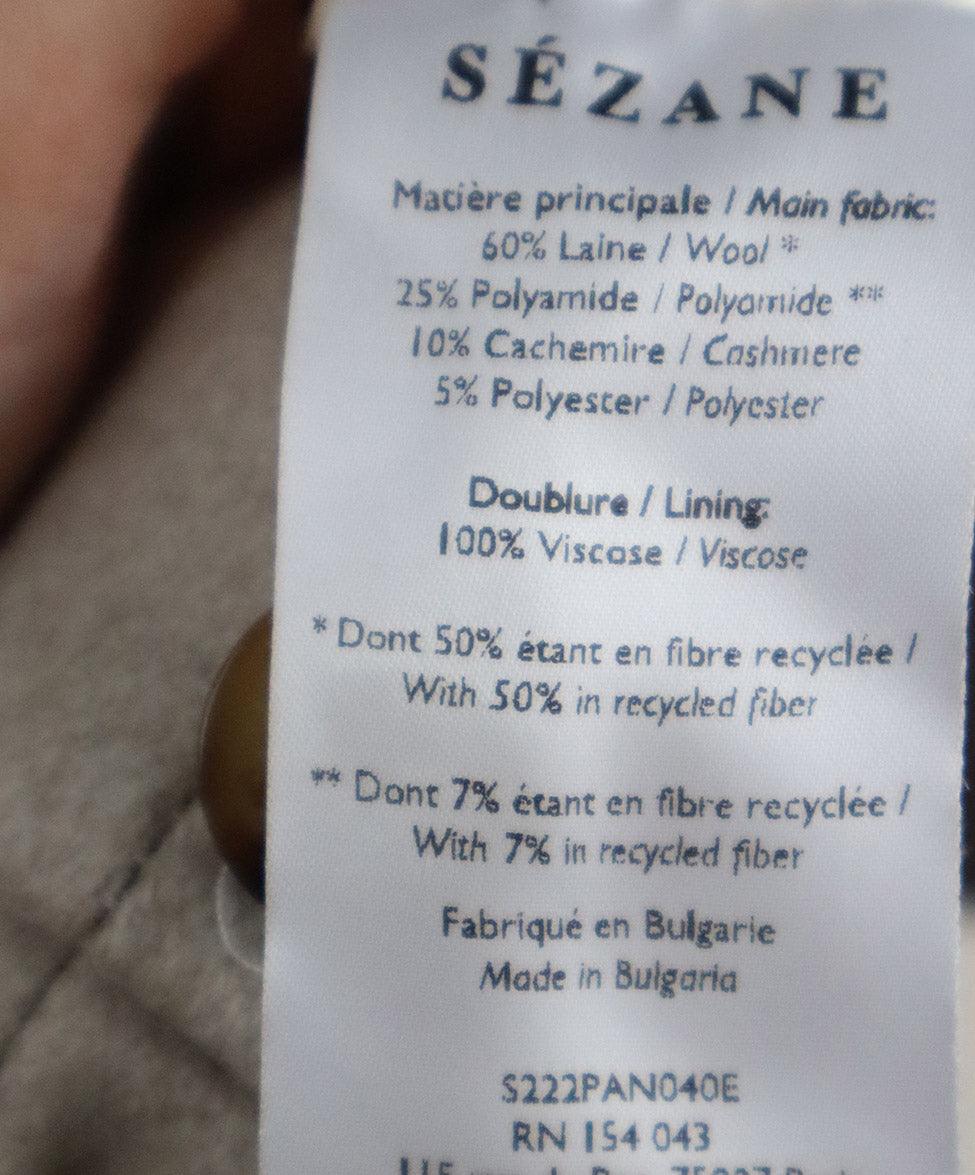 SÉZANE
Matière principale / Main fabric:
60% Laine / Wool *
25% Polyamide / Polyamide **
10% Cachemire / Cashmere
5% Polyester / Polyester
Doublure / Lining:
100% Viscose / Viscose
* Dont 50% étant en fibre recyclée /
With 50% in recycled fiber
** Dont 7% étant en fibre recyclée /
With 7% in recycled fiber
Fabriqué en Bulgarie
Made in Bulgaria
S222PAN040E
RN 154 043